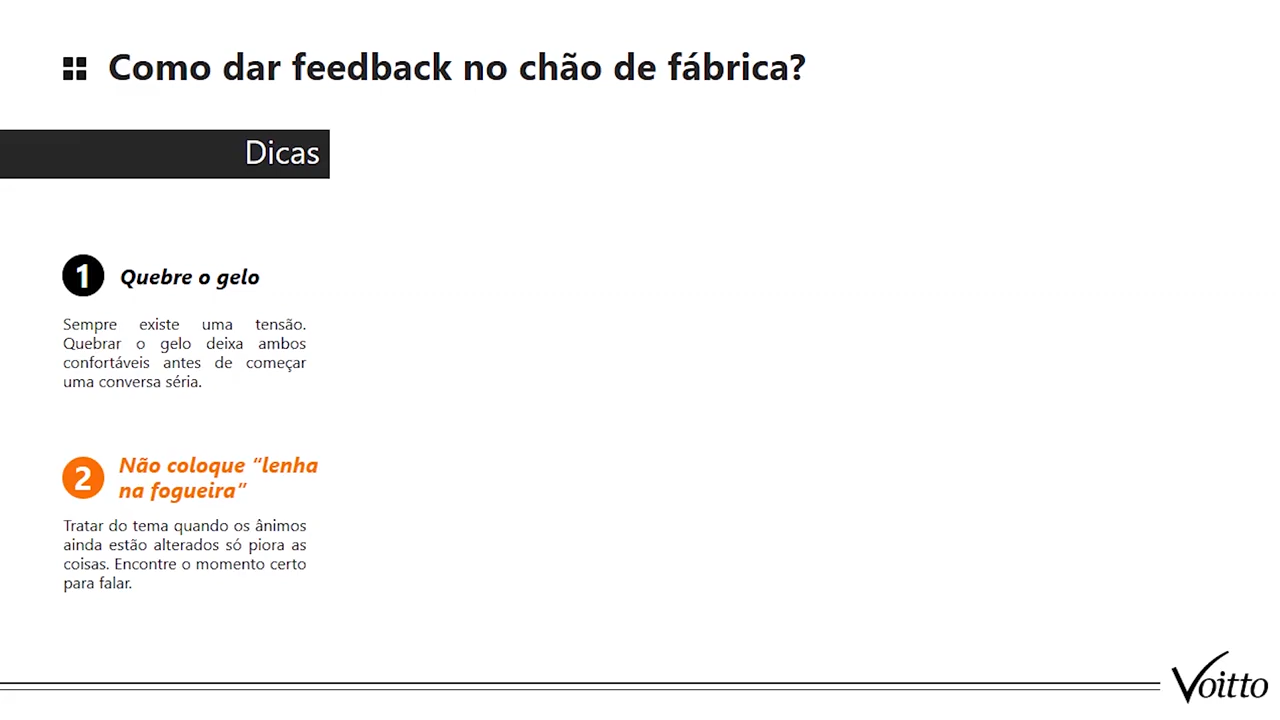 Como dar feedback no chão de fábrica?
Dicas
1
Quebre o gelo
Sempre existe uma tensão.
Quebrar o gelo deixa ambos
confortáveis antes de começar
uma conversa séria.
2
Não coloque “lenha
na fogueira”
Tratar do tema quando os ânimos
ainda estão alterados só piora as
coisas. Encontre o momento certo
para falar.
Voitto